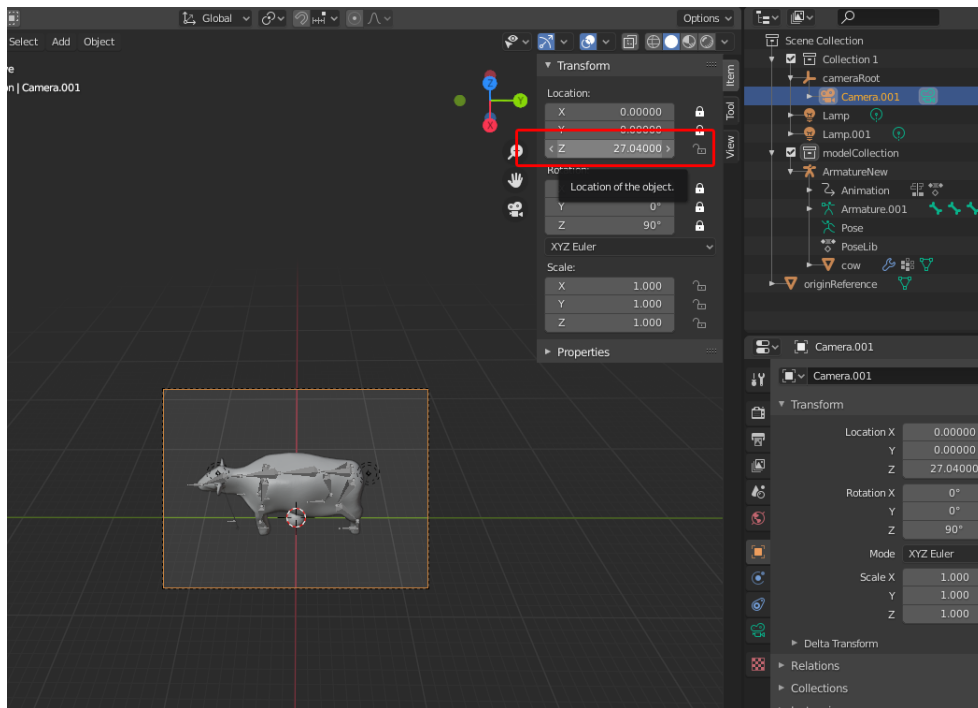 Global
Options
Select Add Object
Scene Collection
Collection 1
on | Camera.001
cameraRoot
Camera.001
Lamp
Lamp.001
modelCollection
ArmatureNew
Animation
Armature.001
Pose
PoseLib
cow
originReference
Z
Y
X
Item
Tool
View
Transform
Location:
X 0.00000
Y 0.00000
Z 27.04000
Rotation:
Location of the object.
Y 0°
Z 90°
XYZ Euler
Scale:
X 1.000
Y 1.000
Z 1.000
Properties
Camera.001
Camera.001
Transform
Location X 0.00000
Y 0.00000
Z 27.04000
Rotation X 0°
Y 0°
Z 90°
Mode XYZ Euler
Scale X 1.000
Y 1.000
Z 1.000
Delta Transform
Relations
Collections